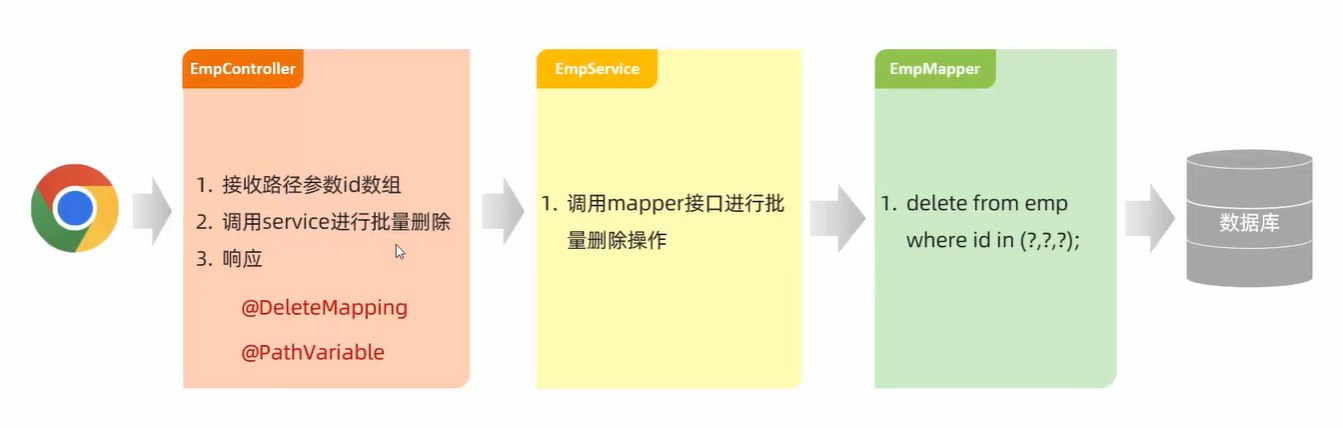 EmpController
1. 接收路径参数id数组
2. 调用service进行批量删除
3. 响应
@DeleteMapping
@PathVariable
EmpService
1. 调用mapper接口进行批
量删除操作
EmpMapper
1. delete from emp
where id in (?,?,?);
数据库